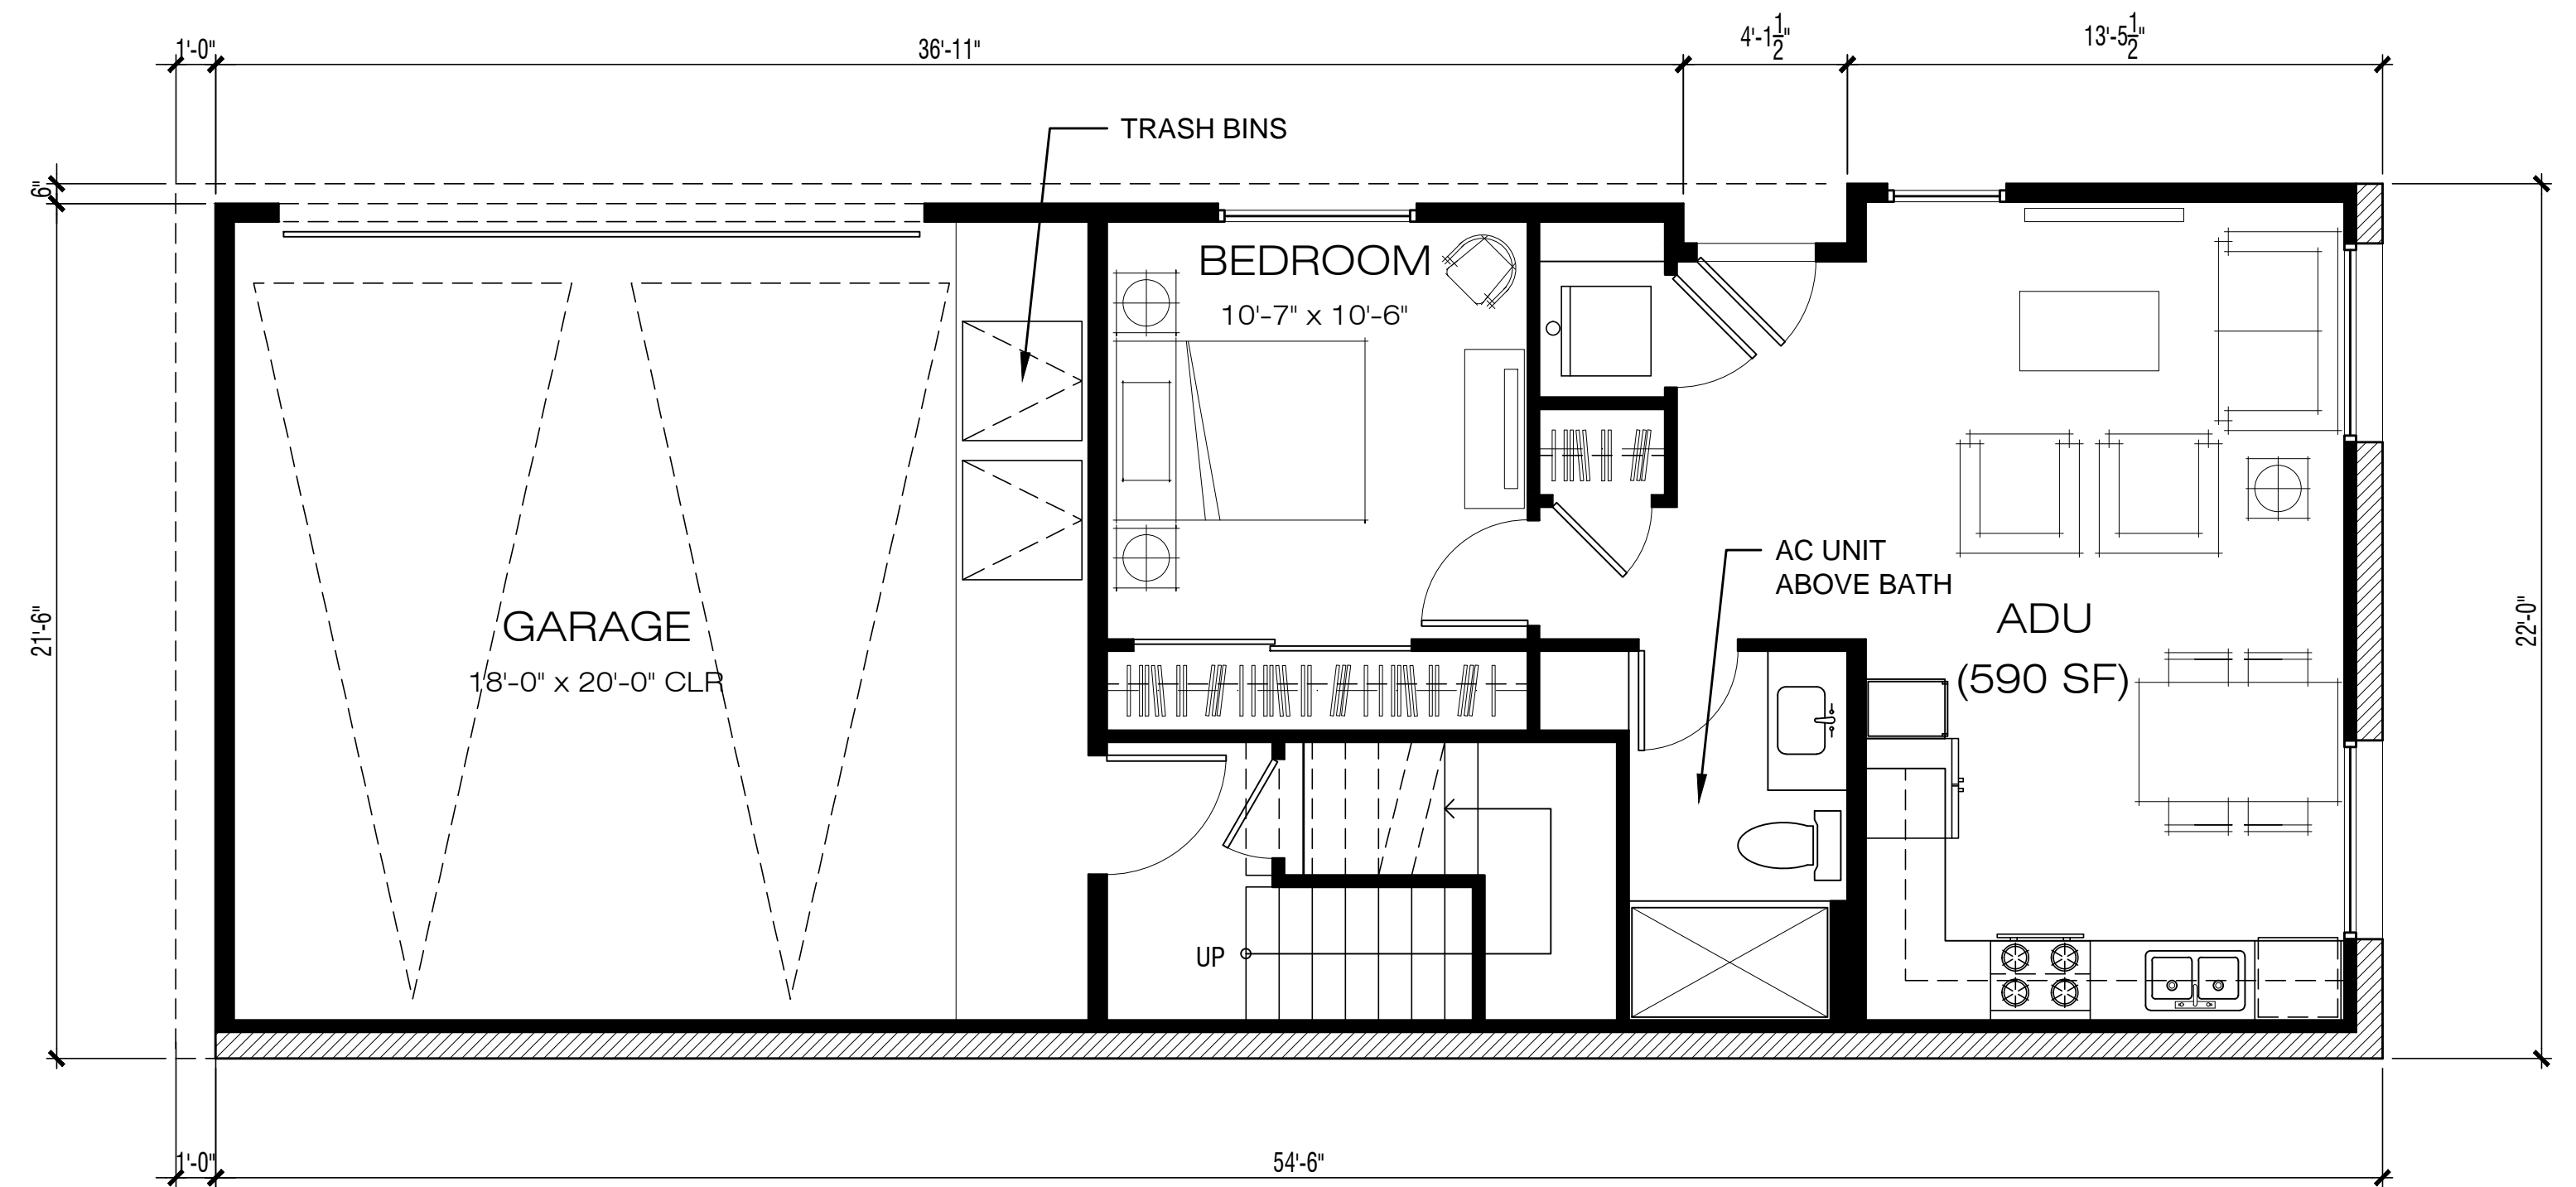 1'-0"
36'-11"
4'-1 1/2"
13'-5 1/2"
TRASH BINS
6"
BEDROOM
10'-7" x 10'-6"
AC UNIT
ABOVE BATH
GARAGE
18'-0" x 20'-0" CLR
ADU
(590 SF)
21'-6"
22'-0"
UP
1'-0"
54'-6"